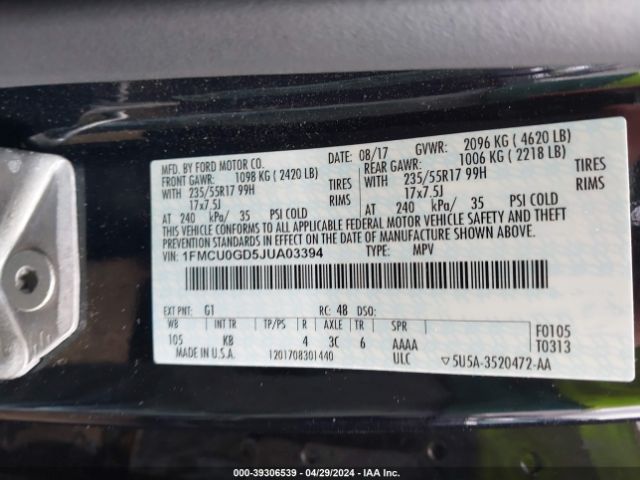 MFD. BY FORD MOTOR CO.
DATE: 08/17 GVWR: 2096 KG ( 4620 LB)
FRONT GAWR: 1098 KG ( 2420 LB) REAR GAWR: 1006 KG ( 2218 LB)
WITH 235/55R17 99H TIRES WITH 235/55R17 99H TIRES
17x7.5J RIMS 17x7.5J RIMS
AT 240 kPa/ 35 PSI COLD AT 240 kPa/ 35 PSI COLD
THIS VEHICLE CONFORMS TO ALL APPLICABLE FEDERAL MOTOR VEHICLE SAFETY AND THEFT
PREVENTION STANDARDS IN EFFECT ON THE DATE OF MANUFACTURE SHOWN ABOVE.
VIN: 1FMCU0GD5JUA03394 TYPE: MPV
EXT PNT: G1 RC: 48 DSO: F0105
WB INT TR TP/PS R AXLE TR SPR T0313
105 KB 4 3C 6 AAAA
MADE IN U.S.A. 1201708301440 ULC ▽5U5A-3520472-AA
000-39306539 - 04/29/2024 - IAA Inc.